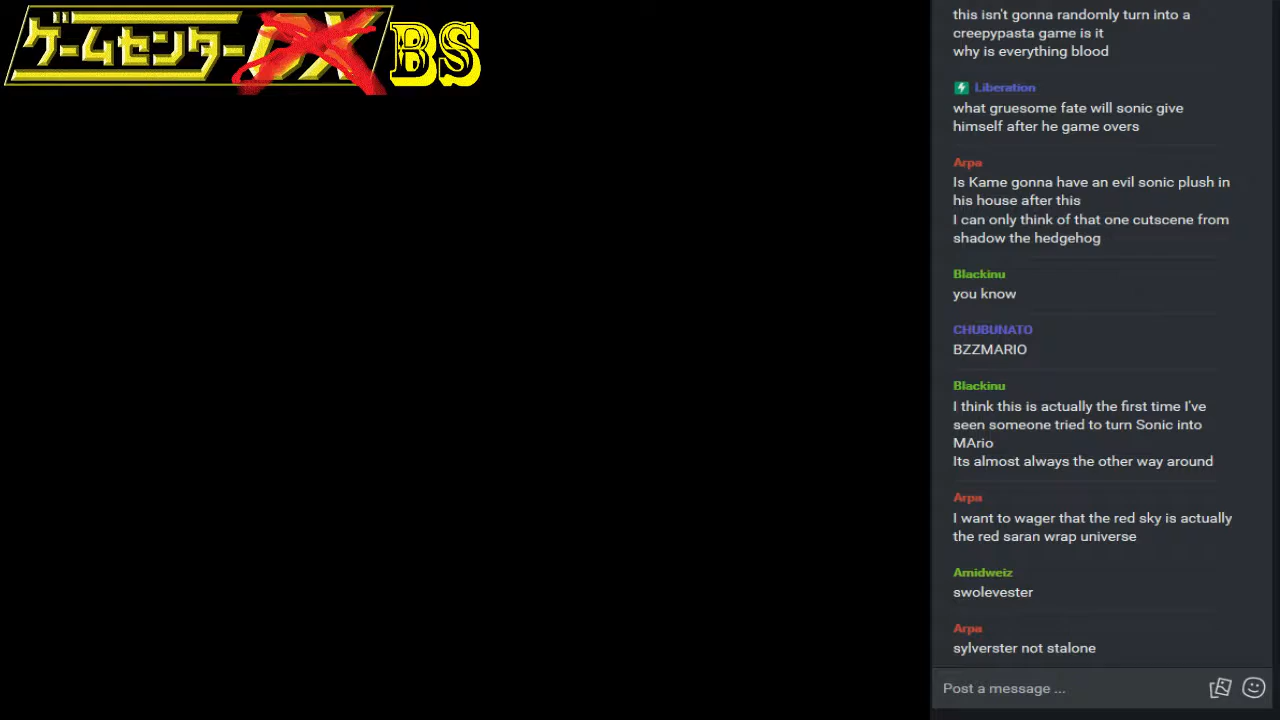 ゲームセンターDX BS
this isn't gonna randomly turn into a
creepypasta game is it
why is everything blood
Liberation
what gruesome fate will sonic give
himself after he game overs
Arpa
Is Kame gonna have an evil sonic plush in
his house after this
I can only think of that one cutscene from
shadow the hedgehog
Blackinu
you know
CHUBUNATO
BZZMARIO
Blackinu
I think this is actually the first time I've
seen someone tried to turn Sonic into
MArio
Its almost always the other way around
Arpa
I want to wager that the red sky is actually
the red saran wrap universe
Amidweiz
swolevester
Arpa
sylverster not stalone
Post a message ...